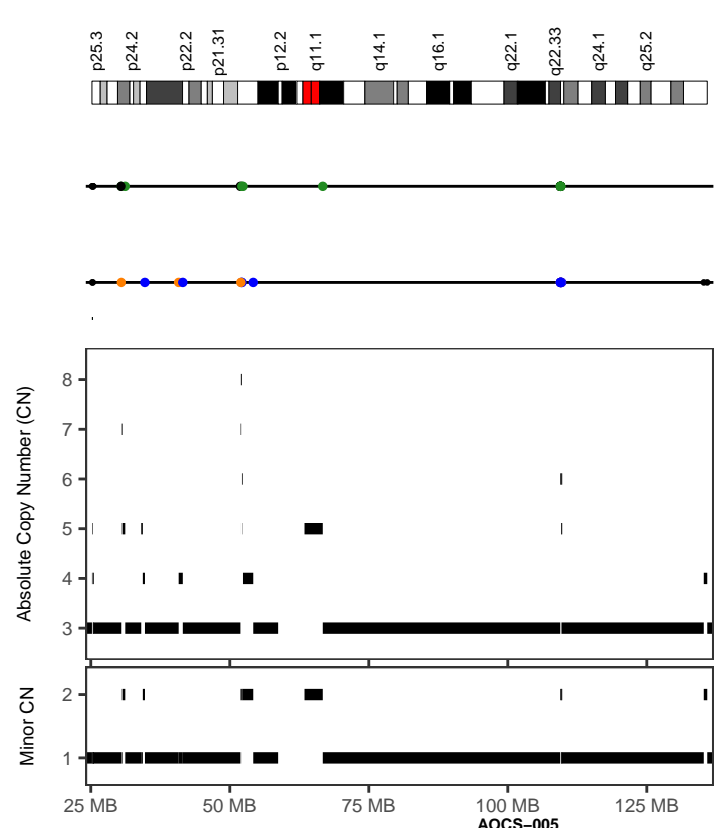 p25.3 p24.2 p22.2 p21.31 p12.2 q11.1 q14.1 q16.1 q22.1 q22.33 q24.1 q25.2
Absolute Copy Number (CN)
8
7
6
5
4
3
Minor CN
2
1
25 MB 50 MB 75 MB 100 MB 125 MB
AOCS−005